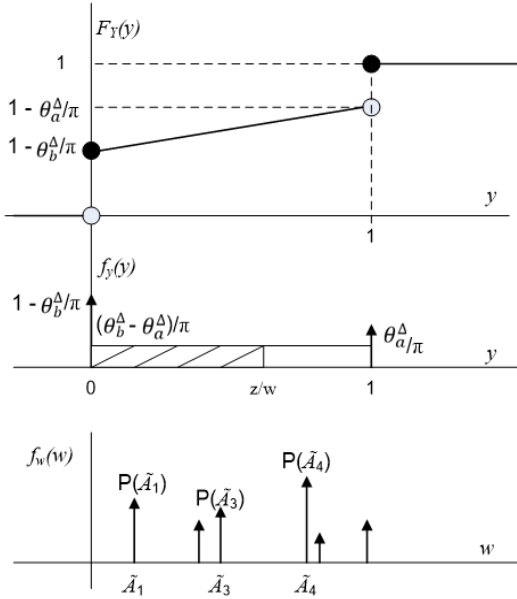 F_Y(y)
1
1 - θ_a^Δ/π
1 - θ_b^Δ/π
y
1
f_y(y)
1 - θ_b^Δ/π
(θ_b^Δ - θ_a^Δ)/π
θ_a^Δ/π
0
z/w
1
y
f_w(w)
P(Ã_1)
P(Ã_3)
P(Ã_4)
w
Ã_1
Ã_3
Ã_4